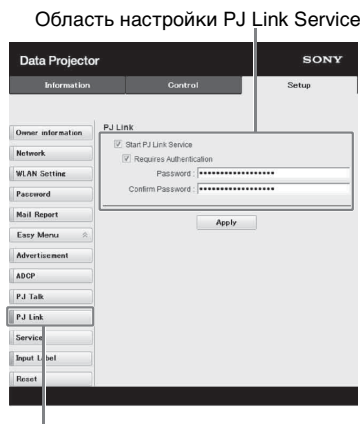 Область настройки PJ Link Service
Data Projector
SONY
Information
Control
Setup
Owner information
Network
WLAN Setting
Password
Mail Report
Easy Menu
Advertisement
ADCP
PJ Talk
PJ Link
Service
Input Label
Reset
PJ Link
Start PJ Link Service
Requires Authentication
Password : ••••••••••••••••••
Confirm Password : ••••••••••••••••••
Apply